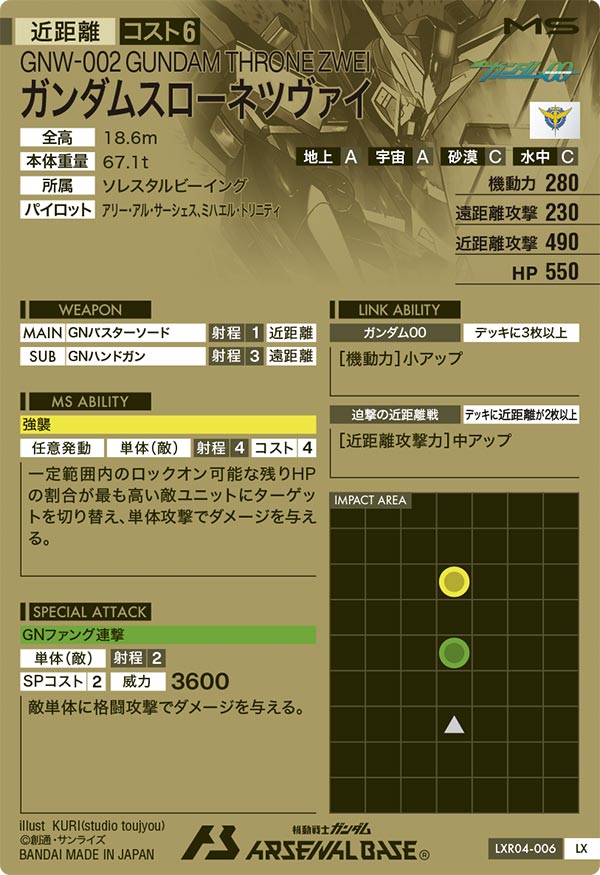 近距離 コスト6 MS
GNW-002 GUNDAM THRONE ZWEI
ガンダムスローネツヴァイ
ガンダム00
全高 18.6m
本体重量 67.1t
所属 ソレスタルビーイング
パイロット アリー・アル・サーシェス、ミハエル・トリニティ
地上 A 宇宙 A 砂漠 C 水中 C
機動力 280
遠距離攻撃 230
近距離攻撃 490
HP 550
WEAPON
MAIN GNバスターソード 射程 1 近距離
SUB GNハンドガン 射程 3 遠距離
MS ABILITY
強襲
任意発動 単体(敵) 射程 4 コスト 4
一定範囲内のロックオン可能な残りHP
の割合が最も高い敵ユニットにターゲッ
トを切り替え、単体攻撃でダメージを与え
る。
SPECIAL ATTACK
GNファング連撃
単体(敵) 射程 2
SPコスト 2 威力 3600
敵単体に格闘攻撃でダメージを与える。
LINK ABILITY
ガンダム00 デッキに3枚以上
[機動力]小アップ
迫撃の近距離戦 デッキに近距離が2枚以上
[近距離攻撃力]中アップ
IMPACT AREA
illust KURI(studio toujyou)
©創通・サンライズ
BANDAI MADE IN JAPAN
機動戦士ガンダム
AB ARSENAL BASE®
LXR04-006 LX